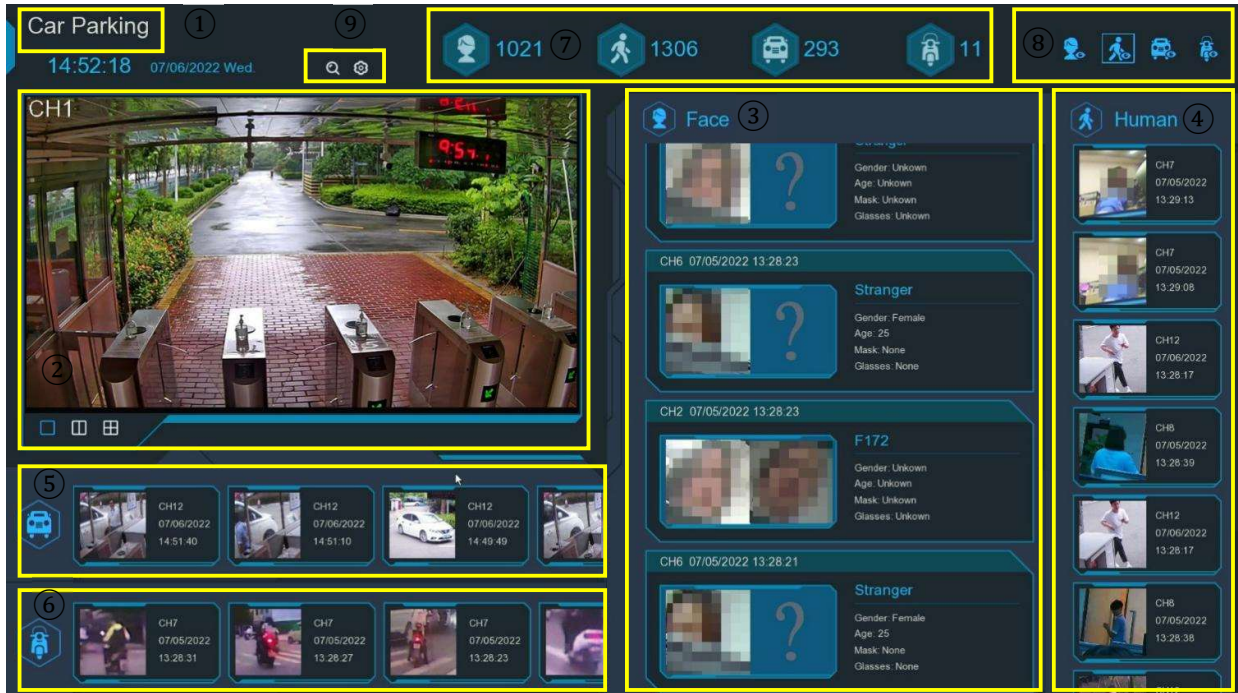 Car Parking ① ⑨
14:52:18 07/06/2022 Wed.
1021 ⑦ 1306 293 11
⑧
CH1
9:57
②
⑤
CH12
07/06/2022
14:51:40
CH12
07/06/2022
14:51:10
CH12
07/06/2022
14:49:49
⑥
CH7
07/05/2022
13:28:31
CH7
07/05/2022
13:28:27
CH7
07/05/2022
13:28:23
Face ③
Stranger
Gender: Unkown
Age: Unkown
Mask: Unkown
Glasses: Unkown
CH6 07/05/2022 13:28:23
Stranger
Gender: Female
Age: 25
Mask: None
Glasses: None
CH2 07/05/2022 13:28:23
F172
Gender: Unkown
Age: Unkown
Mask: Unkown
Glasses: Unkown
CH6 07/05/2022 13:28:21
Stranger
Gender: Female
Age: 25
Mask: None
Glasses: None
Human ④
CH7
07/05/2022
13:29:13
CH7
07/05/2022
13:29:08
CH12
07/06/2022
13:28:17
CH8
07/05/2022
13:28:39
CH12
07/06/2022
13:28:17
CH8
07/05/2022
13:28:38